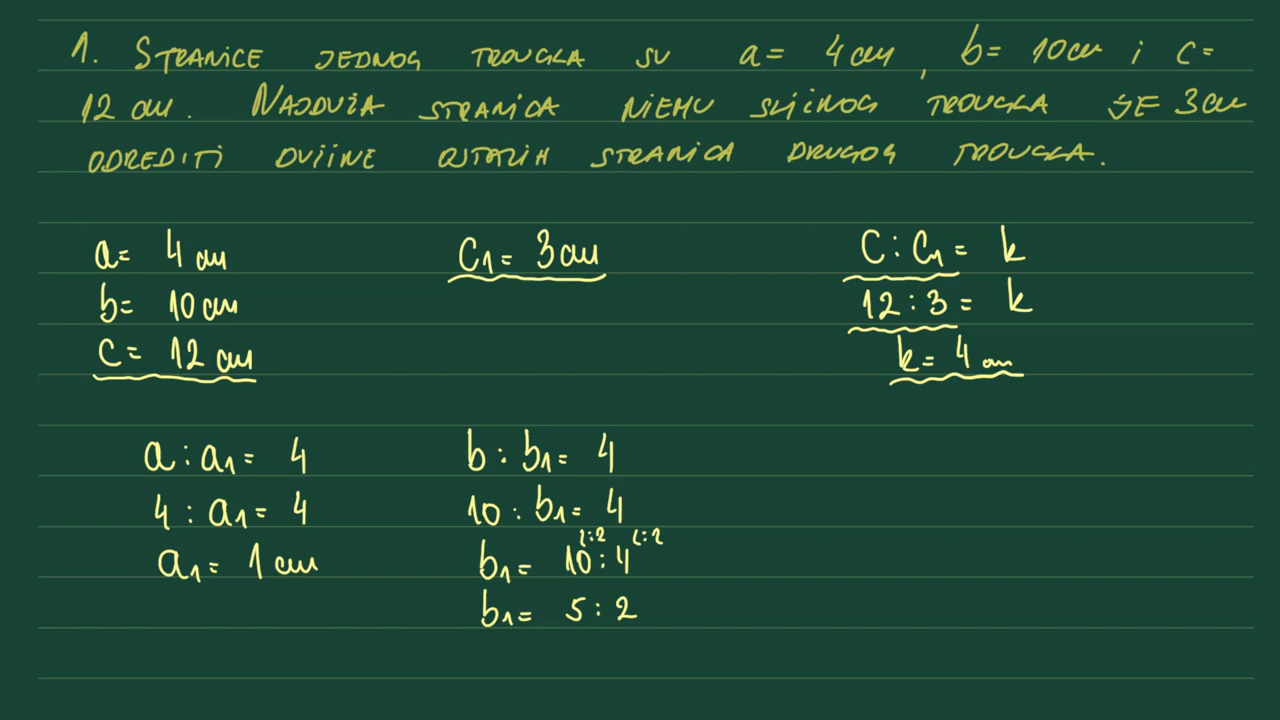 1. STRANICE JEDNOG TROUGLA SU a= 4cm, b= 10cm i c=
12 cm. NAJDUŽA STRANICA NJEMU SLIČNOG TROUGLA JE 3cm
ODREDITI DUŽINE OSTALIH STRANICA DRUGOG TROUGLA.
a= 4 cm
b= 10 cm
c= 12 cm
C1= 3cm
C : C1 = k
12 : 3 = k
k= 4 cm
a : a1 = 4
4 : a1 = 4
a1 = 1 cm
b : b1 = 4
10 : b1 = 4
(:2 (:2
b1 = 10 : 4
b1 = 5 : 2